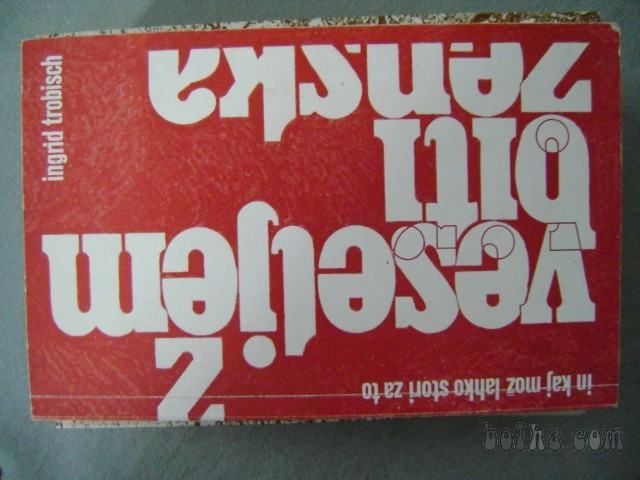 ingrid trobisch
z
veseljem
biti
ženska
in kaj mož lahko stori za to
bolha.com